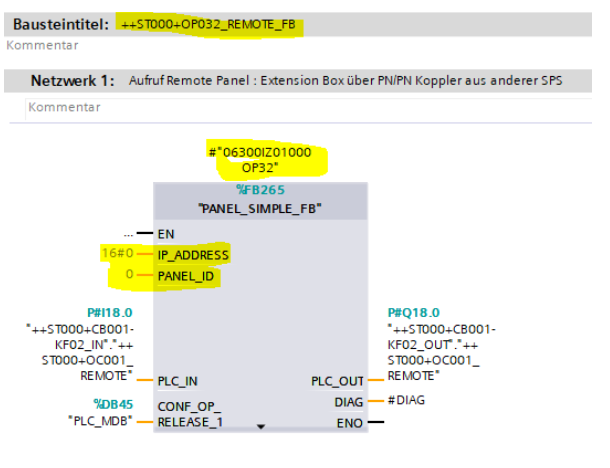 Bausteintitel: ++ST000+OP032_REMOTE_FB
Kommentar
Netzwerk 1: Aufruf Remote Panel : Extension Box über PN/PN Koppler aus anderer SPS
Kommentar
#"06300IZ01000
OP32"
%FB265
"PANEL_SIMPLE_FB"
... EN
16#0 IP_ADDRESS
0 PANEL_ID
P#I18.0
"++ST000+CB001-
KF02_IN"."++
ST000+OC001_
REMOTE" PLC_IN
%DB45
"PLC_MDB" CONF_OP_
RELEASE_1
P#Q18.0
"++ST000+CB001-
KF02_OUT"."++
ST000+OC001_
PLC_OUT REMOTE"
DIAG #DIAG
ENO